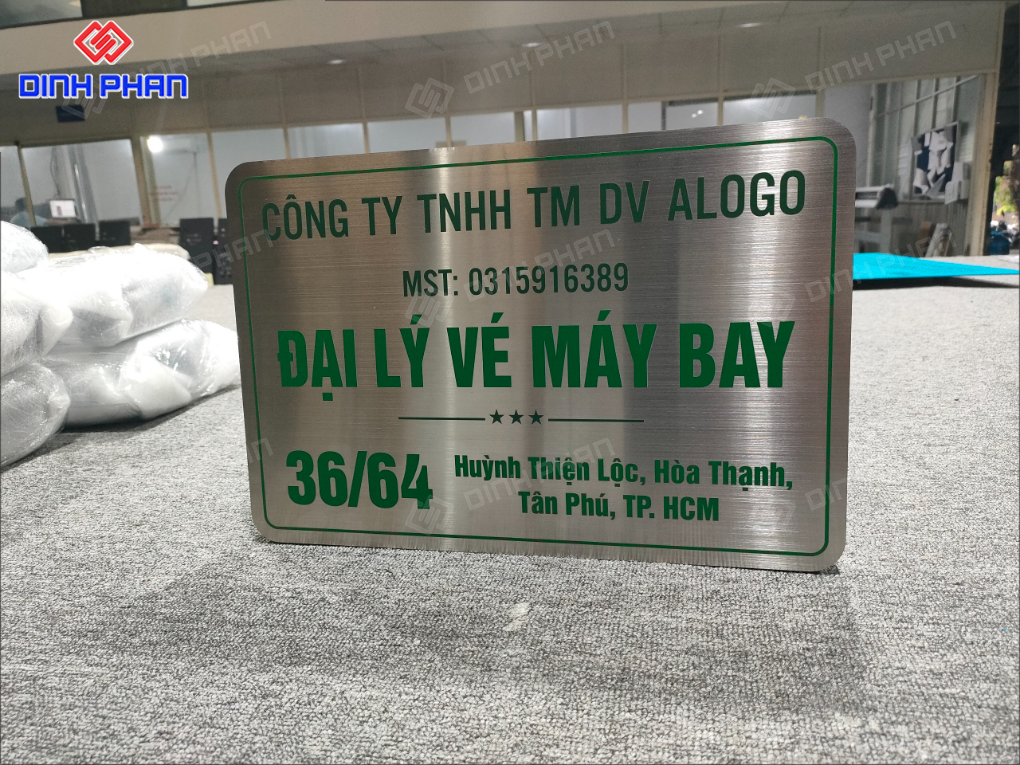 DINH PHAN
CÔNG TY TNHH TM DV ALOGO
MST: 0315916389
ĐẠI LÝ VÉ MÁY BAY
★★★
36/64 Huỳnh Thiện Lộc, Hòa Thạnh,
Tân Phú, TP. HCM